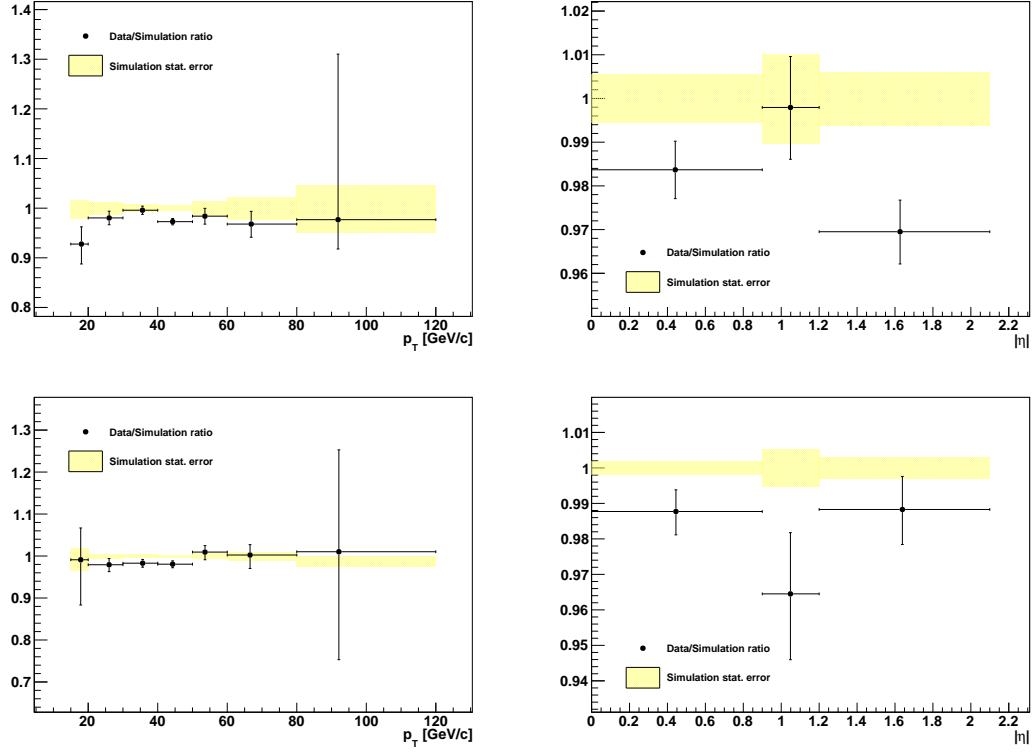 1.4
1.3
1.2
1.1
1
0.9
0.8
Data/Simulation ratio
Simulation stat. error
20 40 60 80 100 120
p_T [GeV/c]
1.02
1.01
1
0.99
0.98
0.97
0.96
Data/Simulation ratio
Simulation stat. error
0 0.2 0.4 0.6 0.8 1 1.2 1.4 1.6 1.8 2 2.2
|η|
1.3
1.2
1.1
1
0.9
0.8
0.7
Data/Simulation ratio
Simulation stat. error
20 40 60 80 100 120
p_T [GeV/c]
1.01
1
0.99
0.98
0.97
0.96
0.95
0.94
Data/Simulation ratio
Simulation stat. error
0 0.2 0.4 0.6 0.8 1 1.2 1.4 1.6 1.8 2 2.2
|η|